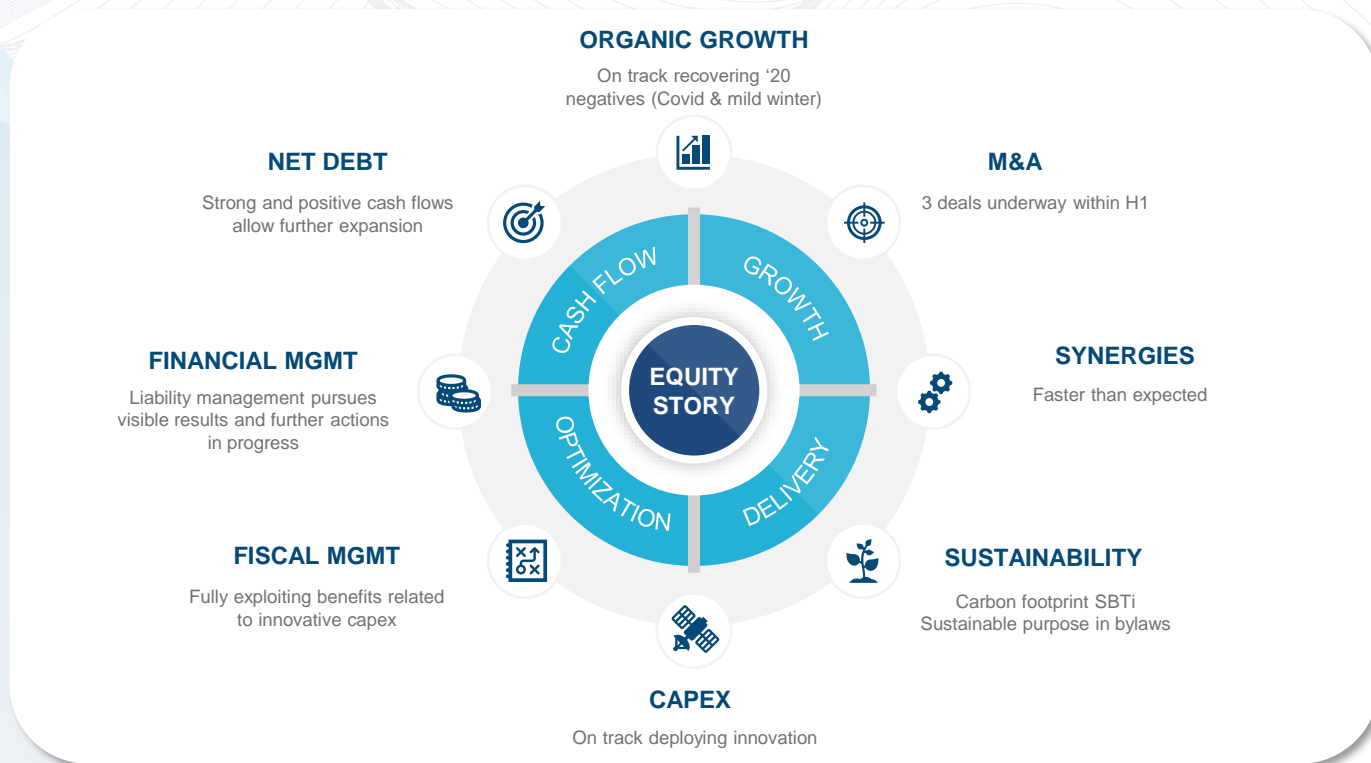 ORGANIC GROWTH
On track recovering ‘20
negatives (Covid & mild winter)
NET DEBT
Strong and positive cash flows
allow further expansion
M&A
3 deals underway within H1
CASH FLOW
GROWTH
EQUITY
STORY
FINANCIAL MGMT
Liability management pursues
visible results and further actions
in progress
SYNERGIES
Faster than expected
OPTIMIZATION
DELIVERY
FISCAL MGMT
Fully exploiting benefits related
to innovative capex
SUSTAINABILITY
Carbon footprint SBTi
Sustainable purpose in bylaws
CAPEX
On track deploying innovation